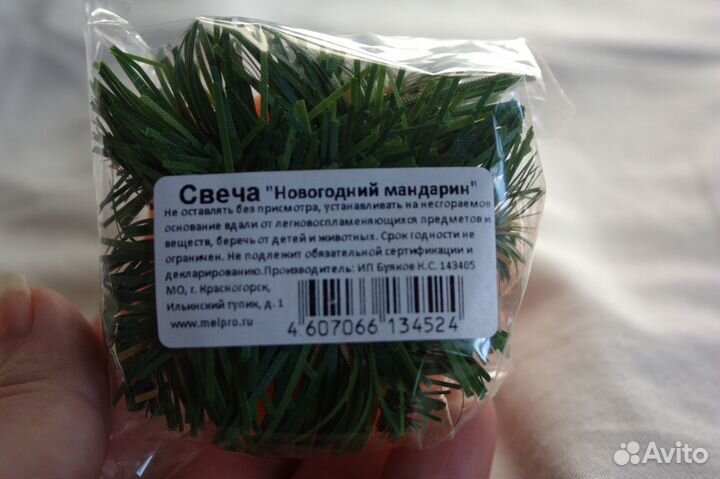 Свеча "Новогодний мандарин"
Не оставлять без присмотра, устанавливать на несгораемое
основание вдали от легковоспламеняющихся предметов и
веществ, беречь от детей и животных. Срок годности не
ограничен. Не подлежит обязательной сертификации и
декларированию.Производитель: ИП Буянов К.С. 143405
МО, г. Красногорск,
Ильинский тупик, д. 1
www.melpro.ru
4 607066 134524
Avito